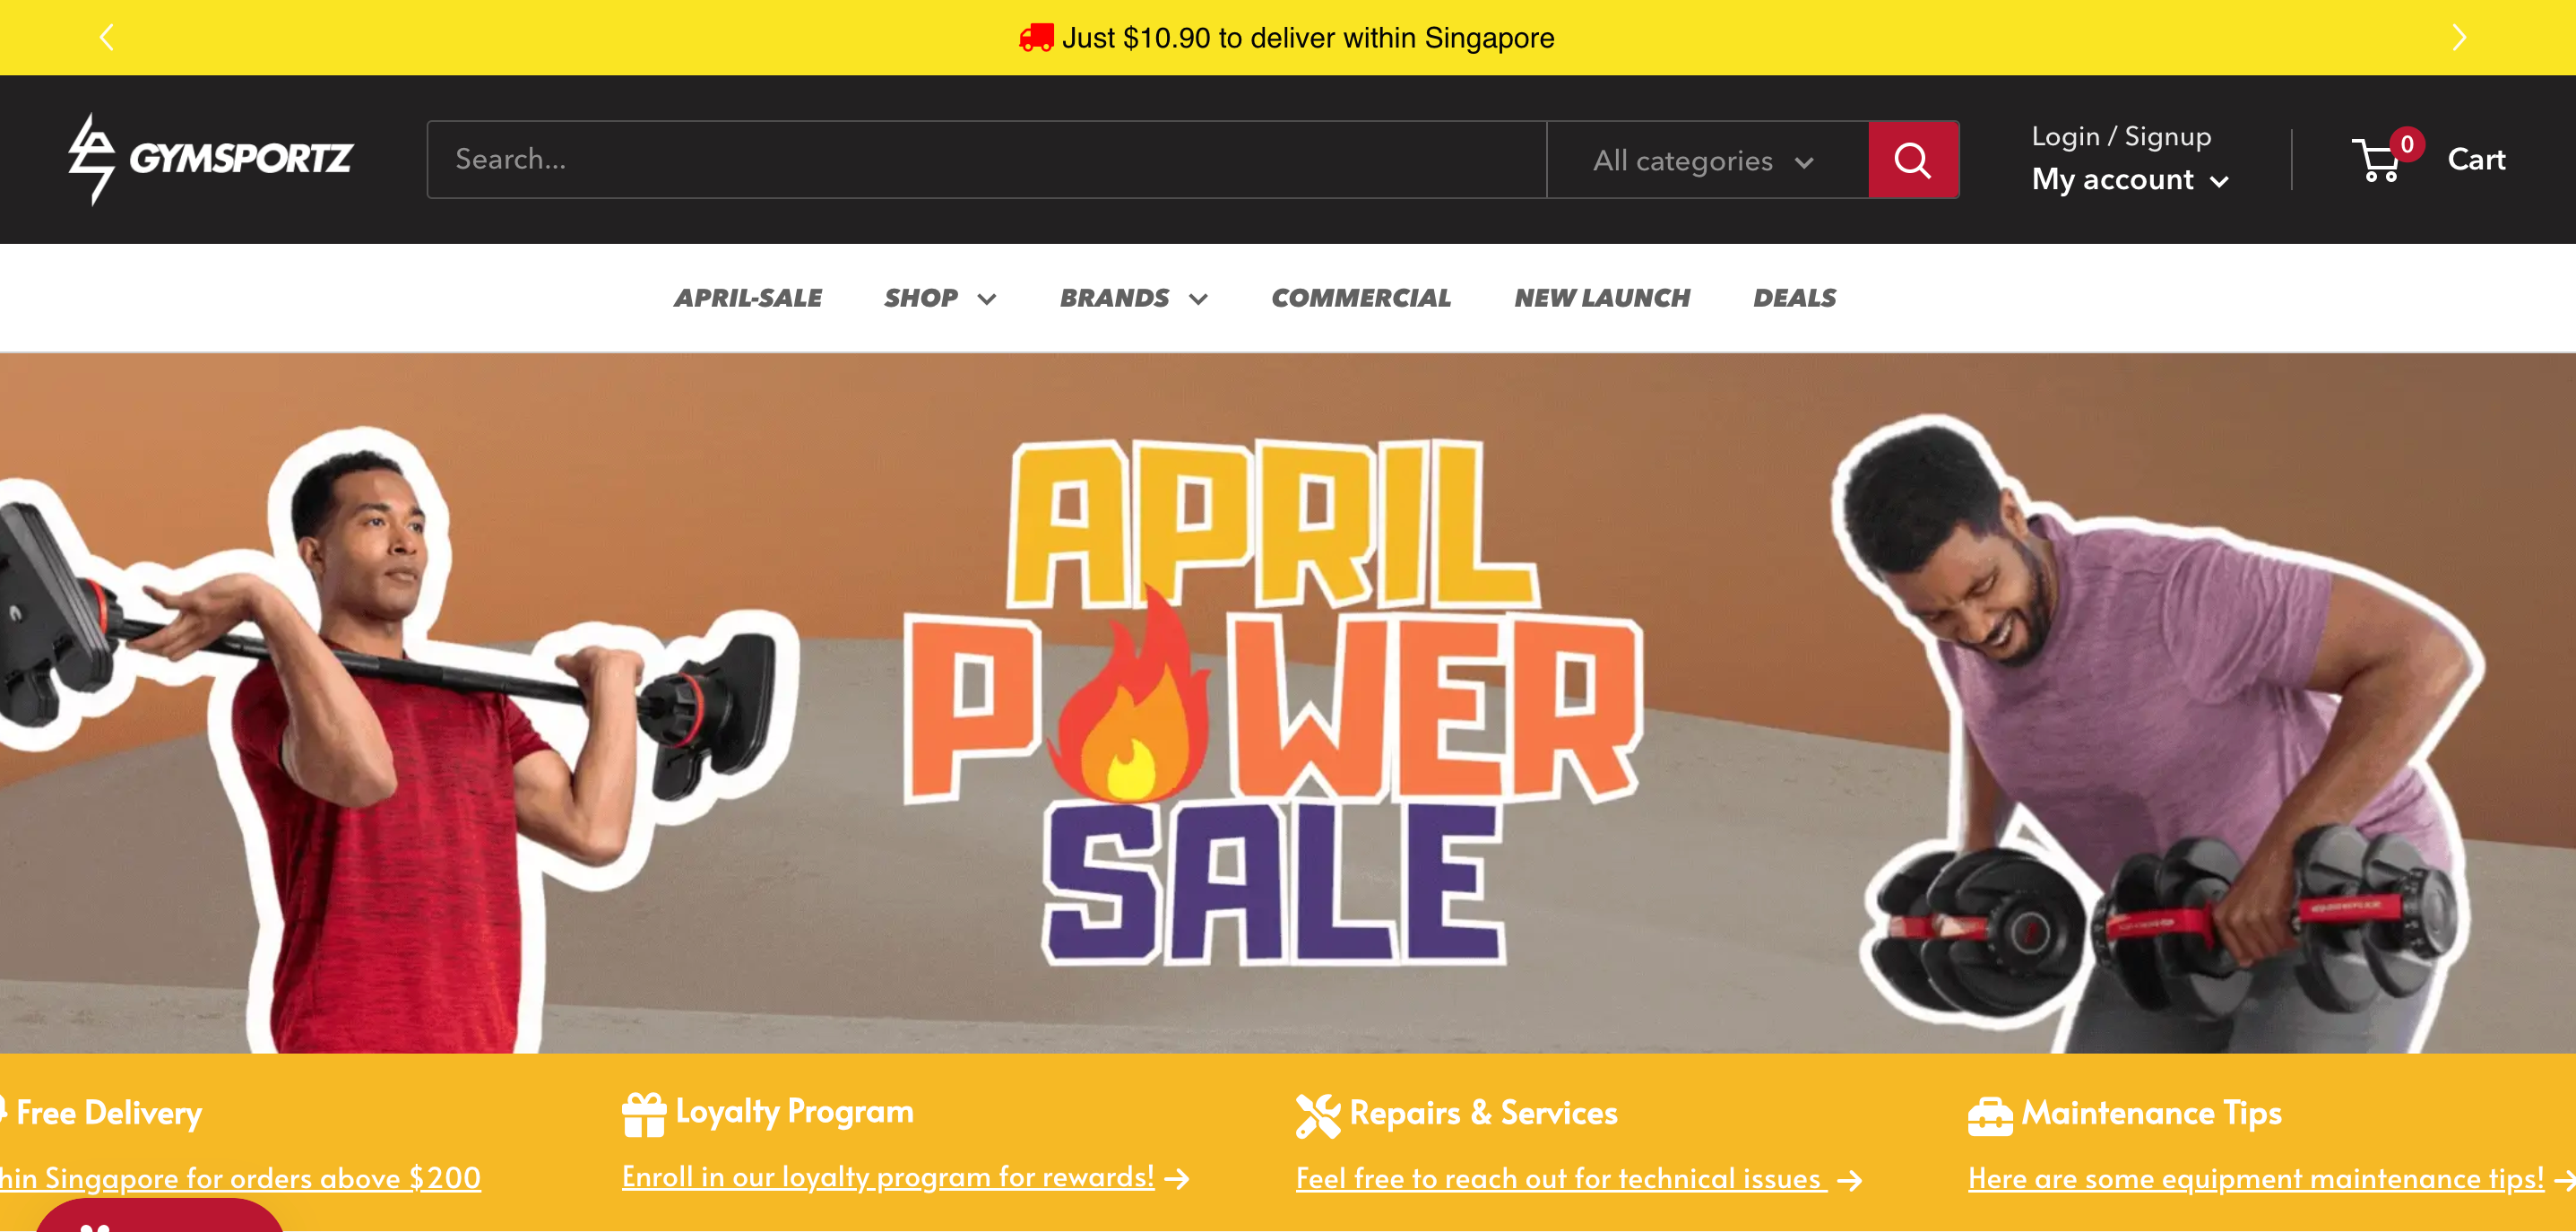 Just $10.90 to deliver within Singapore
GYMSPORTZ
Search...
All categories
Login / Signup
My account
0
Cart
APRIL-SALE
SHOP
BRANDS
COMMERCIAL
NEW LAUNCH
DEALS
APRIL
POWER
SALE
Free Delivery
Singapore for orders above $200
Loyalty Program
Enroll in our loyalty program for rewards!
Repairs & Services
Feel free to reach out for technical issues
Maintenance Tips
Here are some equipment maintenance tips!